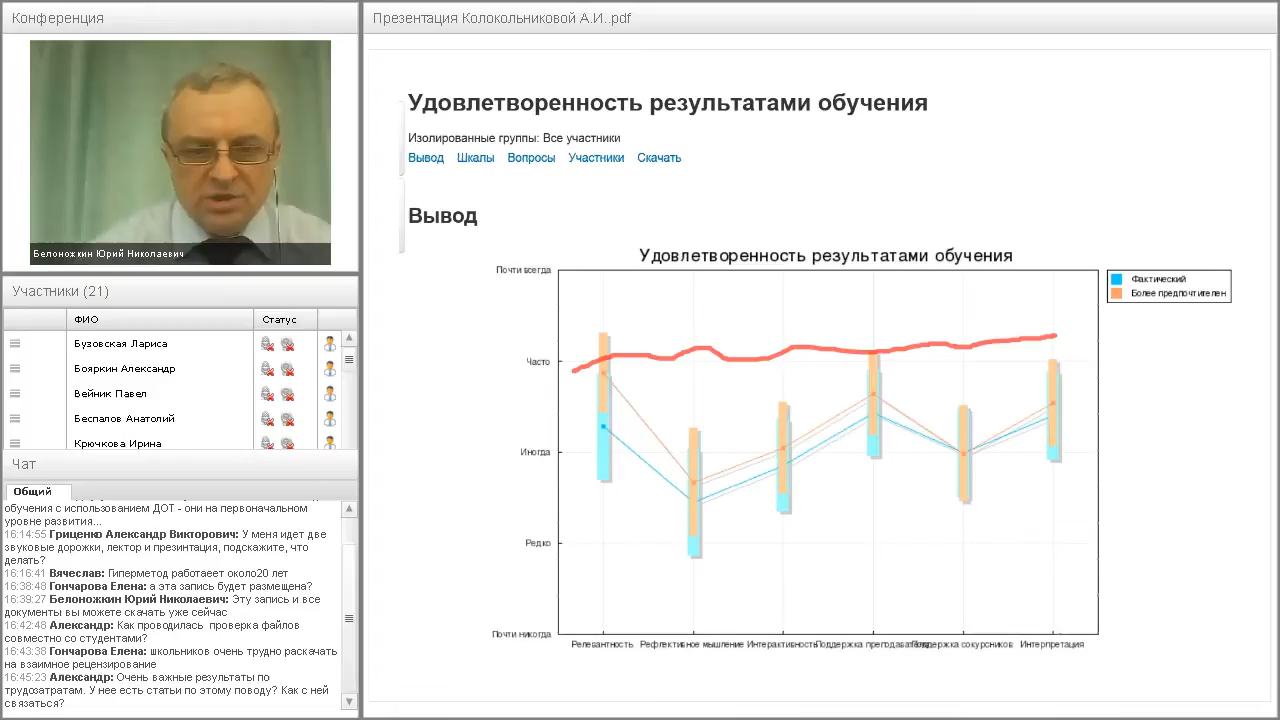 Конференция
Белоножкин Юрий Николаевич
Участники (21)
ФИО
Статус
Бузовская Лариса
Бояркин Александр
Вейник Павел
Беспалов Анатолий
Крючкова Ирина
Чат
Общий
ения с использованием ДОТ - они на первоначальном
уровне развития...
16:14:55 Гриценко Александр Викторович: У меня идет две
звуковые дорожки, лектор и презинтация, подскажите, что
делать?
16:16:41 Вячеслав: Гиперметод работаеет около20 лет
16:38:48 Гончарова Елена: а эта запись будет размещена?
16:39:27 Белоножкин Юрий Николаевич: Эту запись и все
документы вы можете скачать уже сейчас
16:42:48 Александр: Как проводилась проверка файлов
совместно со студентами?
Гончарова Елена: школьников очень трудно раскачать
на взаимное рецензирование
16:45:23 Александр: Очень важные результаты по
трудозатратам. У нее есть статьи по этому поводу? Как с ней
связаться?
Презентация Колокольниковой А.И..pdf
Удовлетворенность результатами обучения
Изолированные группы: Все участники
Вывод Шкалы Вопросы Участники Скачать
Вывод
Удовлетворенность результатами обучения
Почти всегда
Часто
Иногда
Редко
Почти никогда
Фактический
Более предпочтителен
Релевантность Рефлективное мышление Интерактивность Поддержка преподавателя Поддержка сокурсников Интерпретация